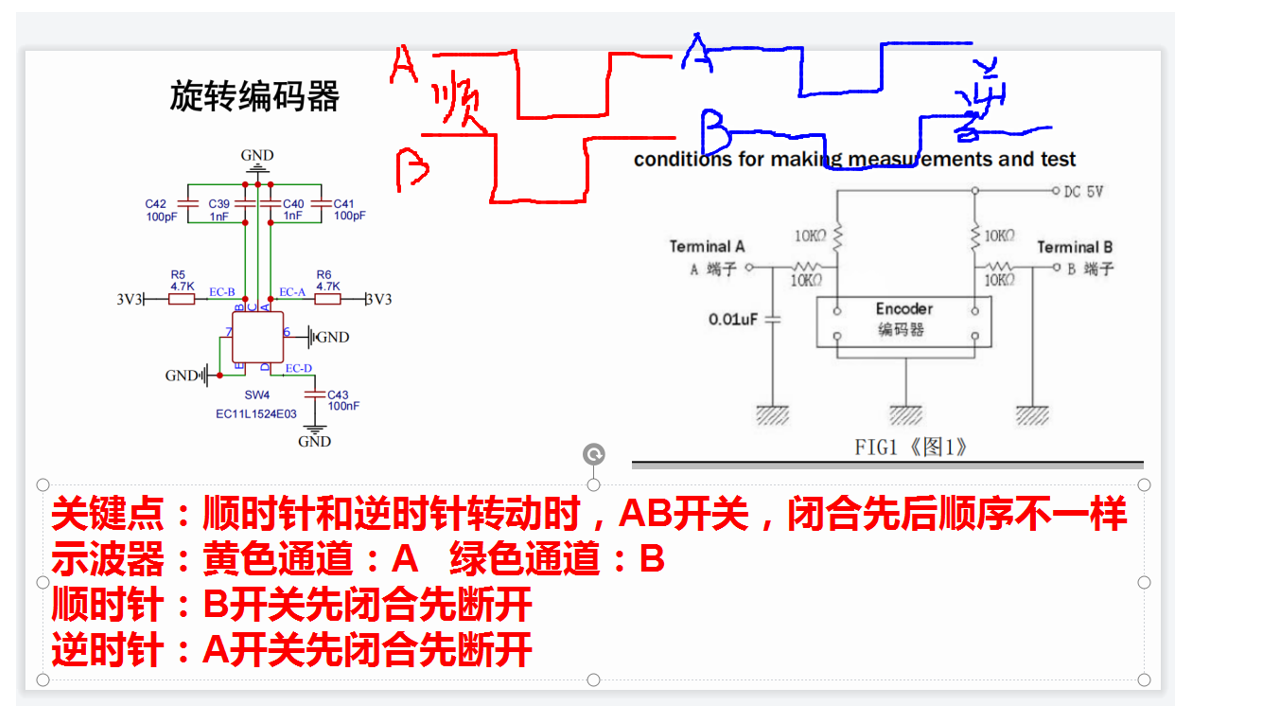 旋转编码器
A
顺
B
A
逆
B
GND
C42
100pF
C39
1nF
C40
1nF
C41
100pF
R5
4.7K
R6
4.7K
3V3
EC-B
EC-A
3V3
B
C
A
7
6
GND
GND
E
D
EC-D
SW4
EC11L1524E03
C43
100nF
GND
conditions for making measurements and test
DC 5V
10KΩ
10KΩ
Terminal A
A 端子
Terminal B
B 端子
10KΩ
10KΩ
0.01uF
Encoder
编码器
FIG1《图1》
关键点：顺时针和逆时针转动时，AB开关，闭合先后顺序不一样
示波器：黄色通道：A 绿色通道：B
顺时针：B开关先闭合先断开
逆时针：A开关先闭合先断开